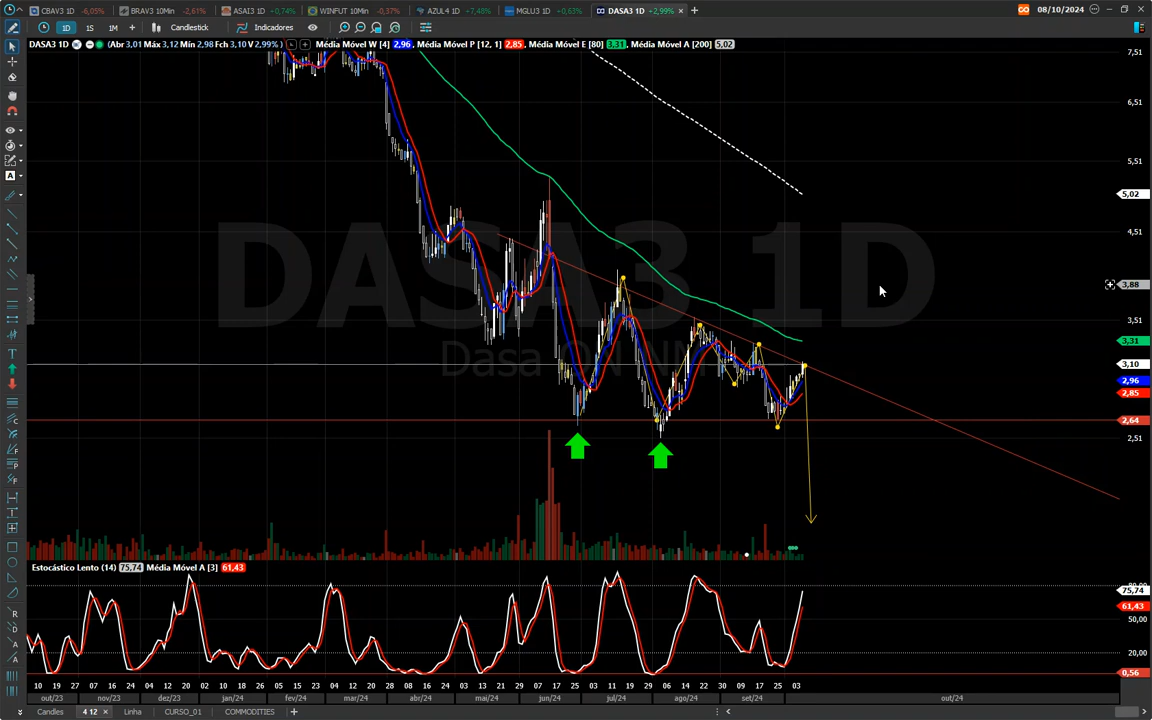 CBAV3 10Min -6,05%
BRAV3 10Min -2,61%
ASAI3 1D +0,74%
WINFUT 10Min -0,37%
AZUL4 1D +7,48%
MGLU3 1D +0,63%
DASA3 1D +2,99%
08/10/2024
1D 1S 1M + Candlestick Indicadores
DASA3 1D (Abr 3,01 Máx 3,12 Mín 2,98 Fch 3,10 V 2,99%) Média Móvel W [4] 2,96, Média Móvel P [12, 1] 2,85, Média Móvel E [80] 3,31, Média Móvel A [200] 5,02
DASA3 1D
Dasa ON NM
7,51
6,51
5,51
5,02
4,51
3,88
3,51
3,31
3,10
2,96
2,85
2,64
2,51
Estocástico Lento (14) 75,74 Média Móvel A [3] 61,43
80,00
75,74
61,43
50,00
20,00
0,56
10 19 27 07 16 24 04 12 20 02 10 18 26 06 15 23 04 12 20 28 08 16 24 03 13 21 29 09 17 25 03 11 19 29 06 14 22 30 09 17 25 03
out/23 nov/23 dez/23 jan/24 fev/24 mar/24 abr/24 mai/24 jun/24 jul/24 ago/24 set/24 out/24
Candles 4 12 Linha CURSO_01 COMMODITIES